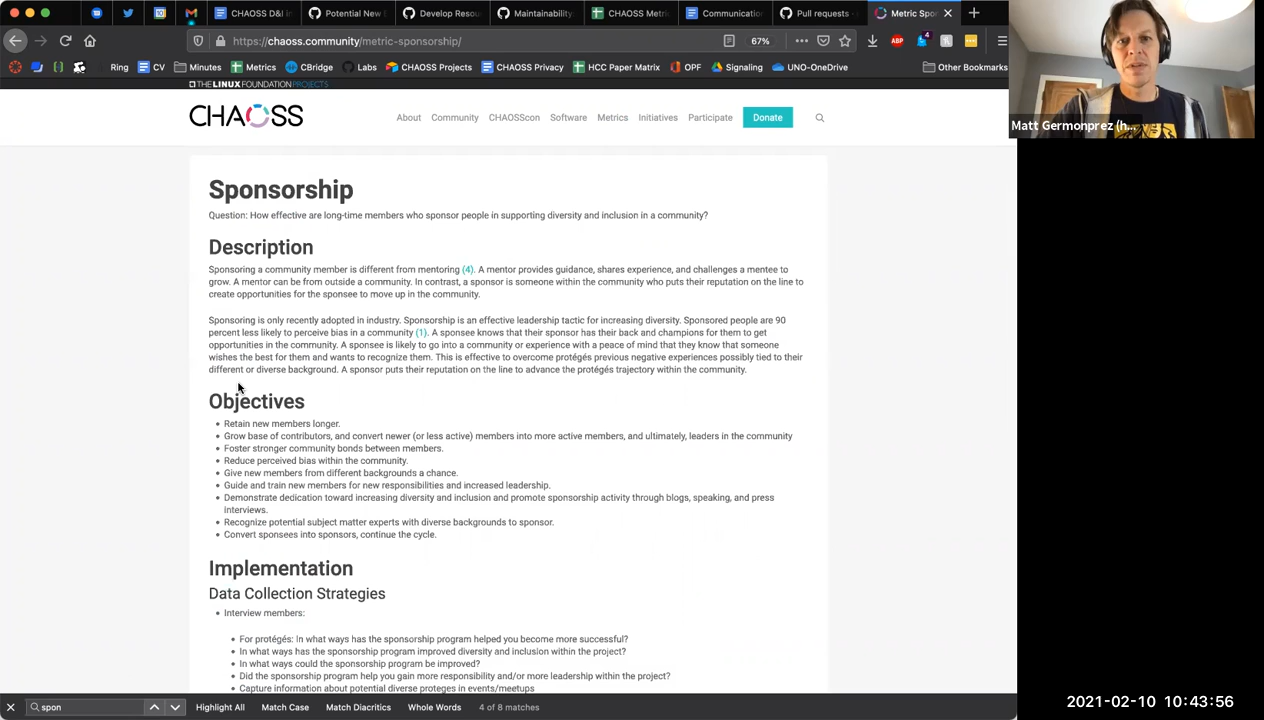 CHAOSS D&I in
Potential New
Develop Resou
Maintainability
CHAOSS Metric
Communication
Pull requests ·
Metric Spon
https://chaoss.community/metric-sponsorship/
67%
ABP
4
Ring
CV
Minutes
Metrics
CBridge
Labs
CHAOSS Projects
CHAOSS Privacy
HCC Paper Matrix
OPF
Signaling
UNO-OneDrive
Other Bookmarks
THE LINUX FOUNDATION PROJECTS
CHAOSS
About
Community
CHAOSScon
Software
Metrics
Initiatives
Participate
Donate
Matt Germonprez (h...
Sponsorship
Question: How effective are long-time members who sponsor people in supporting diversity and inclusion in a community?
Description
Sponsoring a community member is different from mentoring (4). A mentor provides guidance, shares experience, and challenges a mentee to
grow. A mentor can be from outside a community. In contrast, a sponsor is someone within the community who puts their reputation on the line to
create opportunities for the sponsee to move up in the community.
Sponsoring is only recently adopted in industry. Sponsorship is an effective leadership tactic for increasing diversity. Sponsored people are 90
percent less likely to perceive bias in a community (1). A sponsee knows that their sponsor has their back and champions for them to get
opportunities in the community. A sponsee is likely to go into a community or experience with a peace of mind that they know that someone
wishes the best for them and wants to recognize them. This is effective to overcome protégés previous negative experiences possibly tied to their
different or diverse background. A sponsor puts their reputation on the line to advance the protégés trajectory within the community.
Objectives
• Retain new members longer.
• Grow base of contributors, and convert newer (or less active) members into more active members, and ultimately, leaders in the community
• Foster stronger community bonds between members.
• Reduce perceived bias within the community.
• Give new members from different backgrounds a chance.
• Guide and train new members for new responsibilities and increased leadership.
• Demonstrate dedication toward increasing diversity and inclusion and promote sponsorship activity through blogs, speaking, and press
interviews.
• Recognize potential subject matter experts with diverse backgrounds to sponsor.
• Convert sponsees into sponsors, continue the cycle.
Implementation
Data Collection Strategies
• Interview members:
• For protégés: In what ways has the sponsorship program helped you become more successful?
• In what ways has the sponsorship program improved diversity and inclusion within the project?
• In what ways could the sponsorship program be improved?
• Did the sponsorship program help you gain more responsibility and/or more leadership within the project?
• Capture information about potential diverse proteges in events/meetups
spon
Highlight All
Match Case
Match Diacritics
Whole Words
4 of 8 matches
2021-02-10 10:43:56